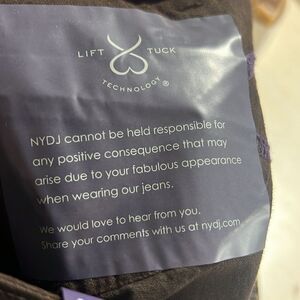 LIFT TUCK
TECHNOLOGY®
NYDJ cannot be held responsible for
any positive consequence that may
arise due to your fabulous appearance
when wearing our jeans.
We would love to hear from you.
Share your comments with us at nydj.com